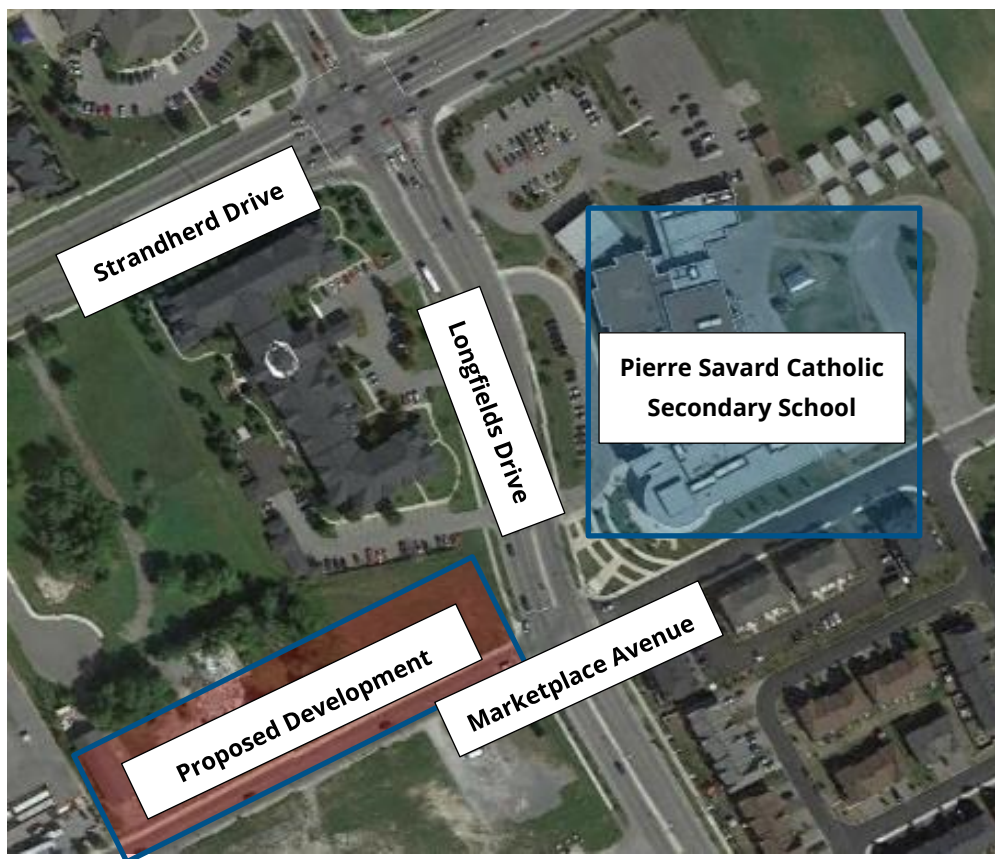 Strandherd Drive
Longfields Drive
Pierre Savard Catholic
Secondary School
Proposed Development
Marketplace Avenue